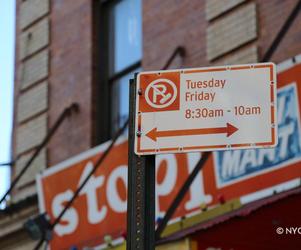 P
Tuesday
Friday
8:30am - 10am
stop
MART
© NYC